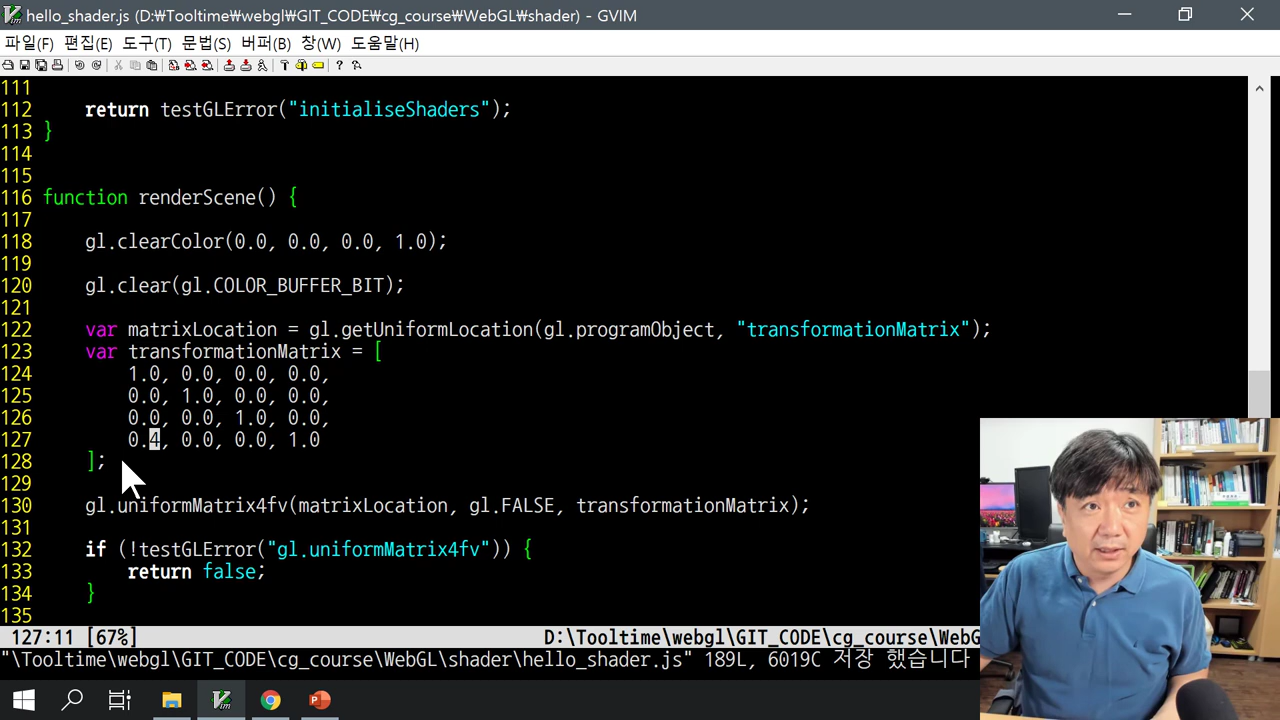 hello_shader.js (D:\Tooltime\webgl\GIT_CODE\cg_course\WebGL\shader) - GVIM
파일(F) 편집(E) 도구(T) 문법(S) 버퍼(B) 창(W) 도움말(H)
111
112     return testGLError("initialiseShaders");
113 }
114
115
116 function renderScene() {
117
118     gl.clearColor(0.0, 0.0, 0.0, 1.0);
119
120     gl.clear(gl.COLOR_BUFFER_BIT);
121
122     var matrixLocation = gl.getUniformLocation(gl.programObject, "transformationMatrix");
123     var transformationMatrix = [
124         1.0, 0.0, 0.0, 0.0,
125         0.0, 1.0, 0.0, 0.0,
126         0.0, 0.0, 1.0, 0.0,
127         0.4, 0.0, 0.0, 1.0
128     ];
129
130     gl.uniformMatrix4fv(matrixLocation, gl.FALSE, transformationMatrix);
131
132     if (!testGLError("gl.uniformMatrix4fv")) {
133         return false;
134     }
135
127:11 [67%] D:\Tooltime\webgl\GIT_CODE\cg_course\WebG
"\Tooltime\webgl\GIT_CODE\cg_course\WebGL\shader\hello_shader.js" 189L, 6019C 저장 했습니다